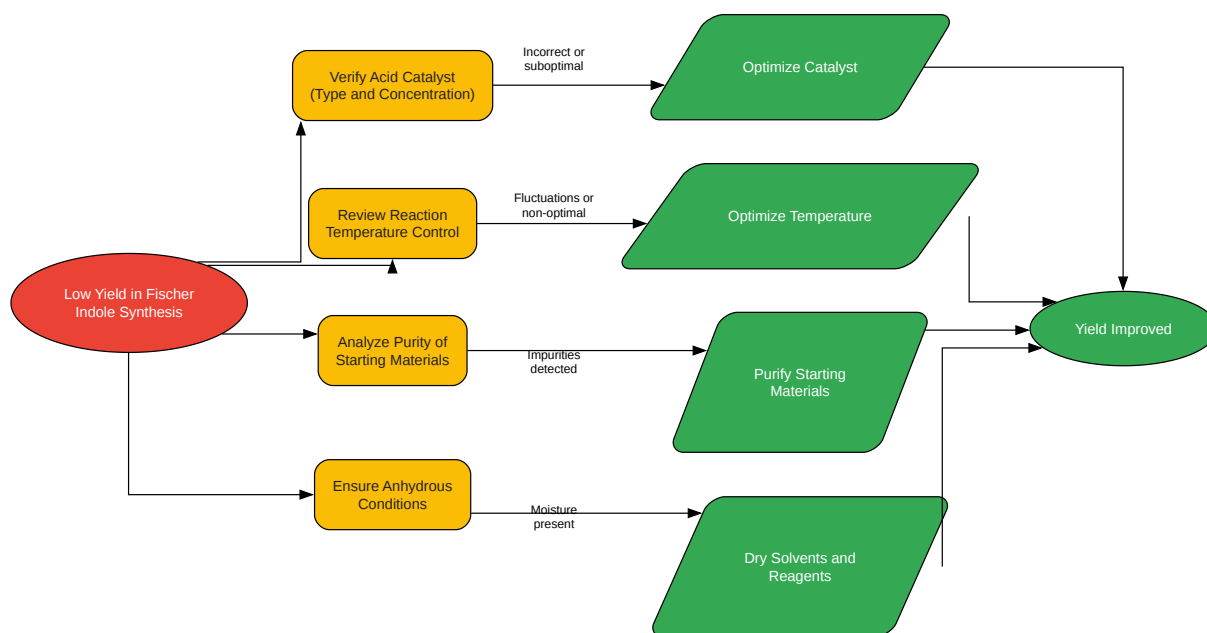 Verify Acid Catalyst
(Type and Concentration)
Incorrect or
suboptimal
Optimize Catalyst
Review Reaction
Temperature Control
Fluctuations or
non-optimal
Optimize Temperature
Low Yield in Fischer
Indole Synthesis
Analyze Purity of
Starting Materials
Impurities
detected
Purify Starting
Materials
Yield Improved
Ensure Anhydrous
Conditions
Moisture
present
Dry Solvents and
Reagents